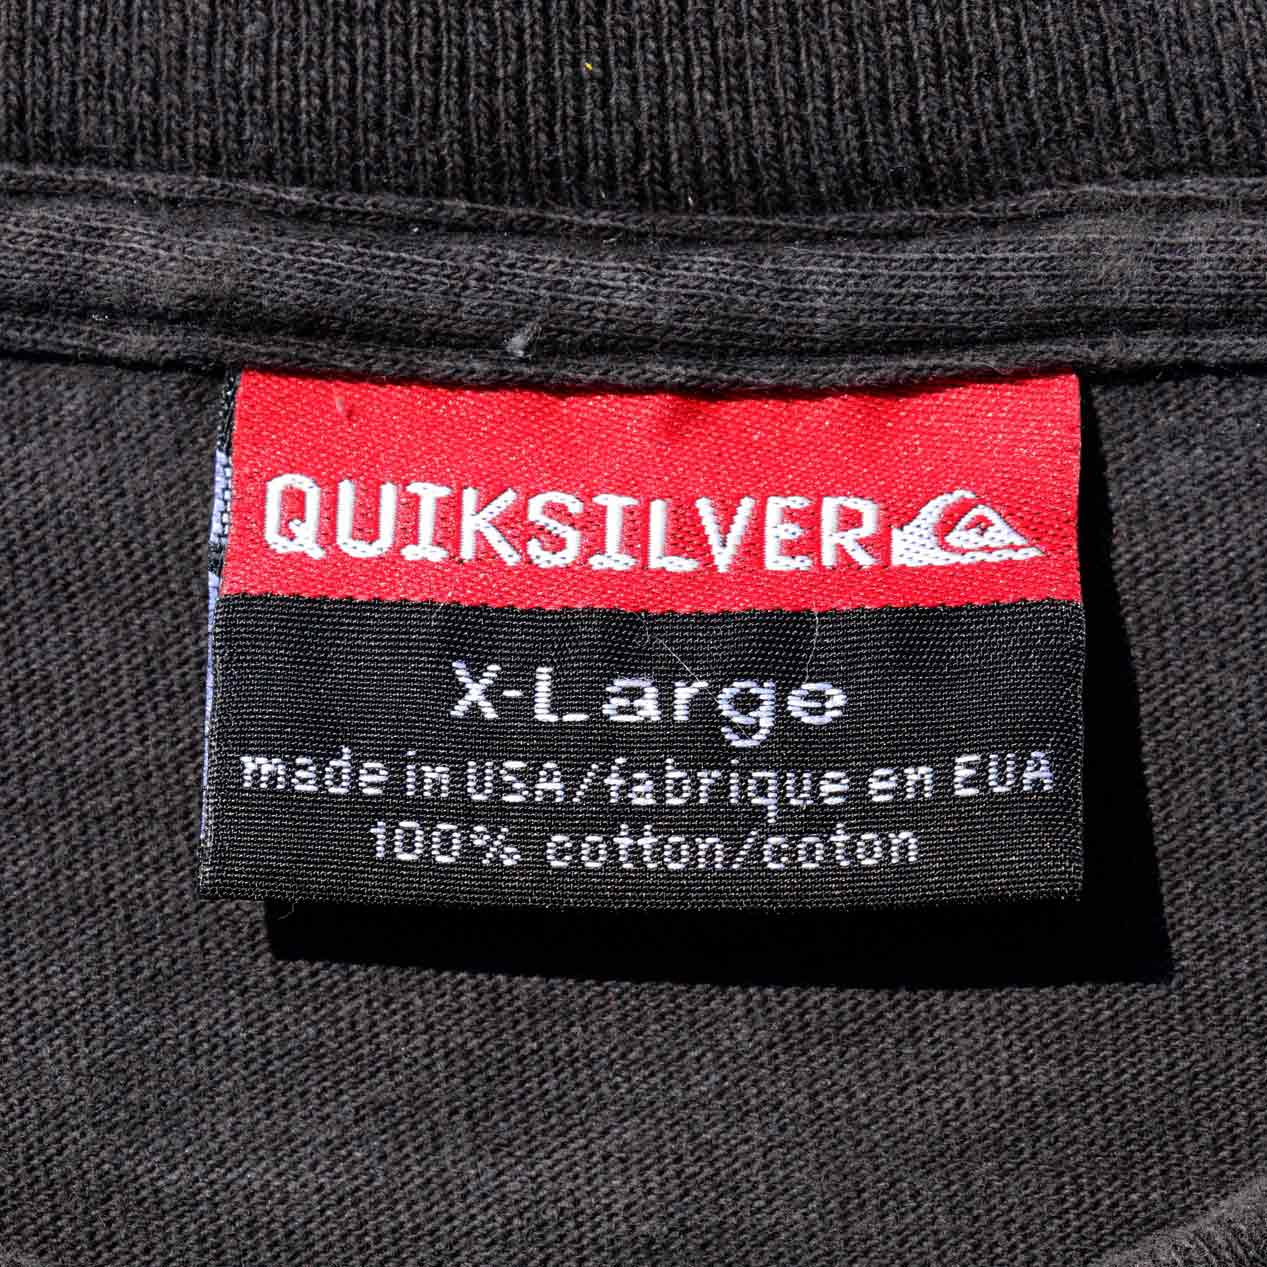 QUIKSILVER
X-Large
made in USA/fabrique en EUA
100% cotton/coton